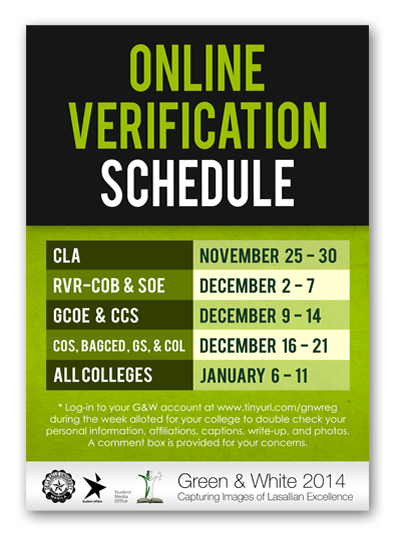 ONLINE
VERIFICATION
SCHEDULE
CLA NOVEMBER 25 – 30
RVR-COB & SOE DECEMBER 2 – 7
GCOE & CCS DECEMBER 9 – 14
COS, BAGCED, GS, & COL DECEMBER 16 – 21
ALL COLLEGES JANUARY 6 – 11
* Log-in to your G&W account at www.tinyurl.com/gnwreg
during the week alloted for your college to double check your
personal information, affiliations, captions, write-up, and photos.
A comment box is provided for your concerns.
Student Affairs
Student
Media
Office
Green & White 2014
Capturing Images of Lasallian Excellence